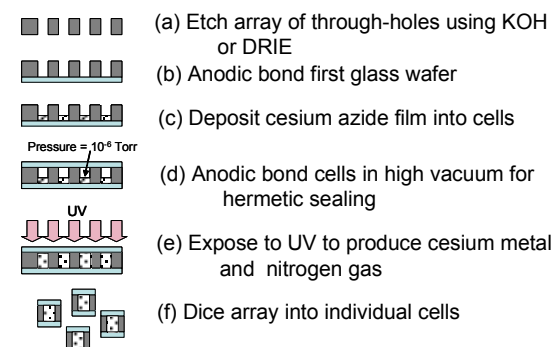 (a) Etch array of through-holes using KOH
or DRIE
(b) Anodic bond first glass wafer
(c) Deposit cesium azide film into cells
Pressure = 10-6 Torr
(d) Anodic bond cells in high vacuum for
hermetic sealing
UV
(e) Expose to UV to produce cesium metal
and nitrogen gas
(f) Dice array into individual cells